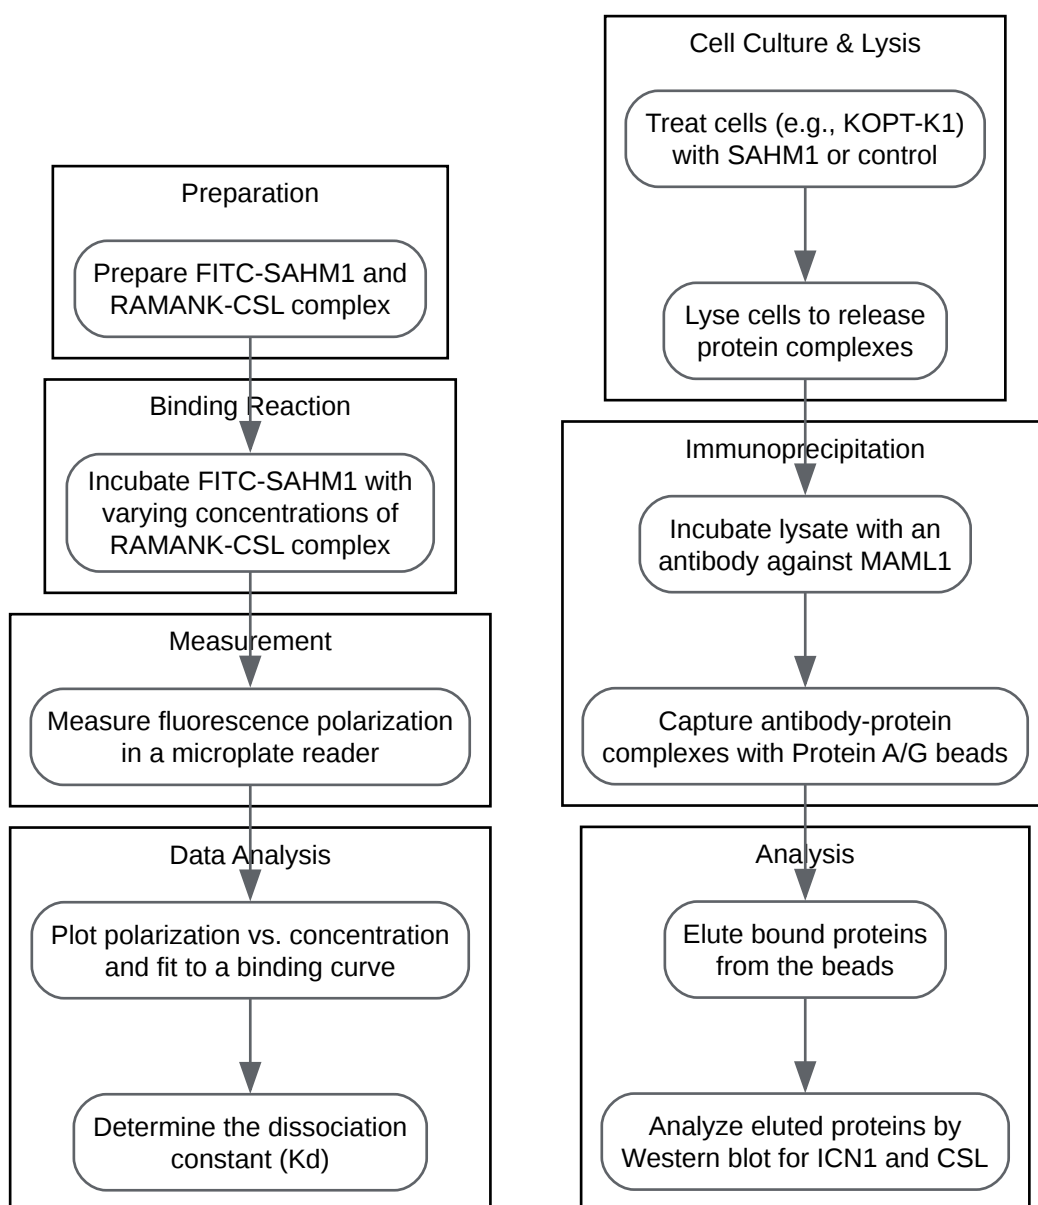 Preparation
Prepare FITC-SAHM1 and
RAMANK-CSL complex
Binding Reaction
Incubate FITC-SAHM1 with
varying concentrations of
RAMANK-CSL complex
Measurement
Measure fluorescence polarization
in a microplate reader
Data Analysis
Plot polarization vs. concentration
and fit to a binding curve
Determine the dissociation
constant (Kd)
Cell Culture & Lysis
Treat cells (e.g., KOPT-K1)
with SAHM1 or control
Lyse cells to release
protein complexes
Immunoprecipitation
Incubate lysate with an
antibody against MAML1
Capture antibody-protein
complexes with Protein A/G beads
Analysis
Elute bound proteins
from the beads
Analyze eluted proteins by
Western blot for ICN1 and CSL